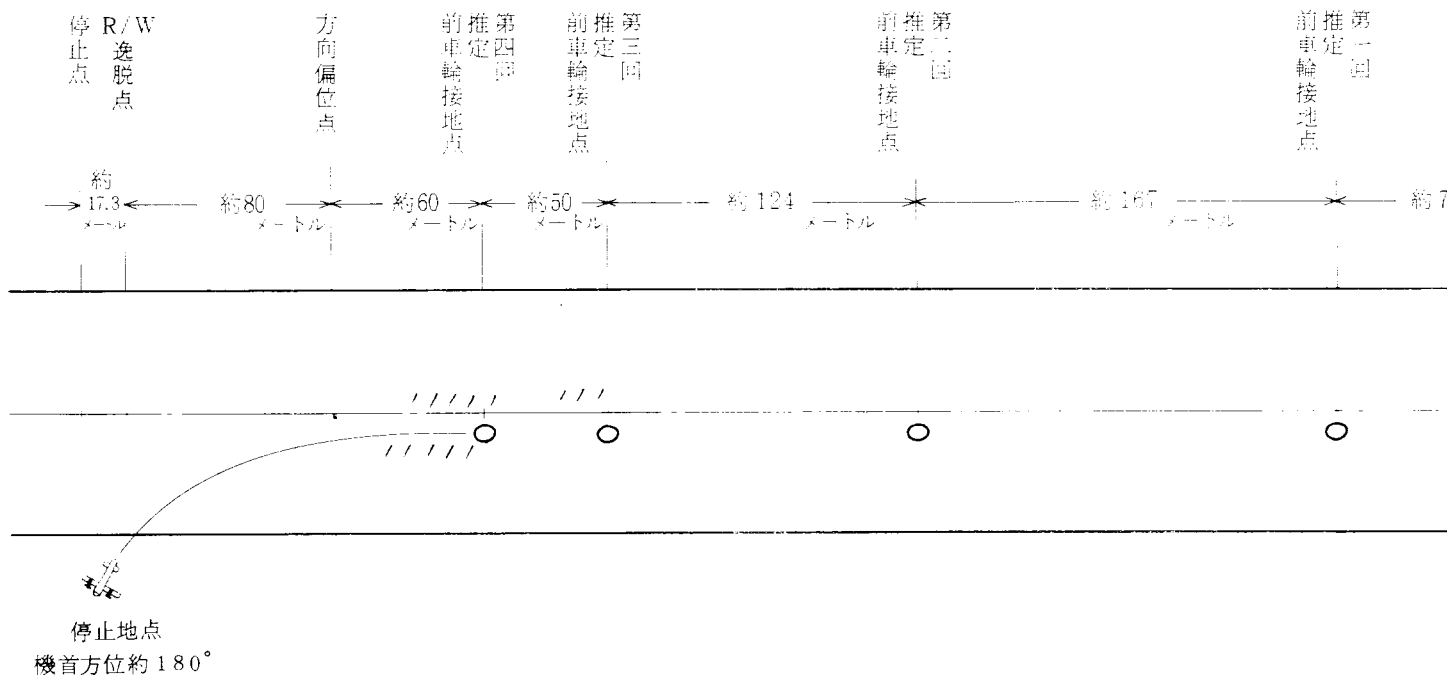 停止点
R/W
逸脱点
方向偏位点
第四回
推定
前車輪接地点
第三回
推定
前車輪接地点
第二回
推定
前車輪接地点
第一回
推定
前車輪接地点
約
17.3
メートル
約80
メートル
約60
メートル
約50
メートル
約124
メートル
約167
メートル
約7
停止地点
機首方位約180°